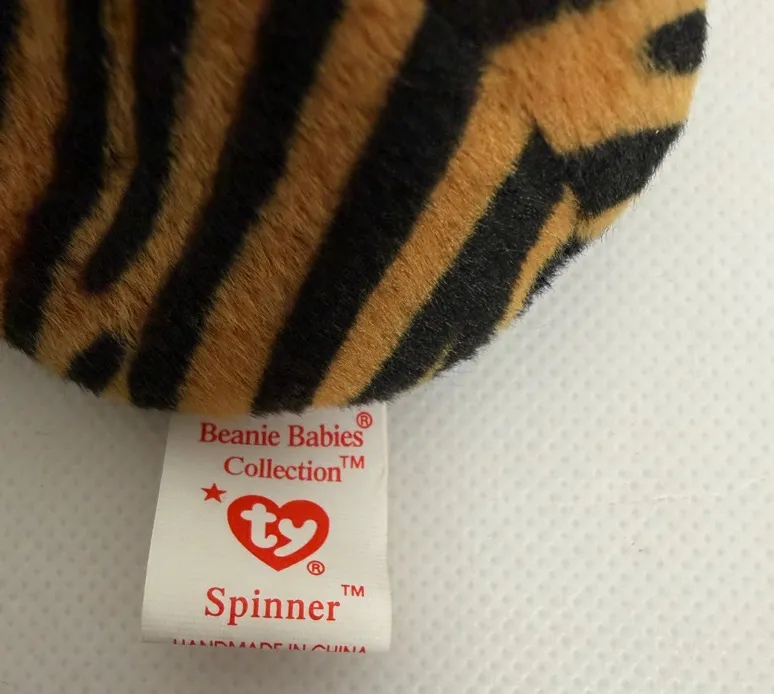 Beanie Babies®
Collection™
ty®
Spinner™
HANDMADE IN CHINA